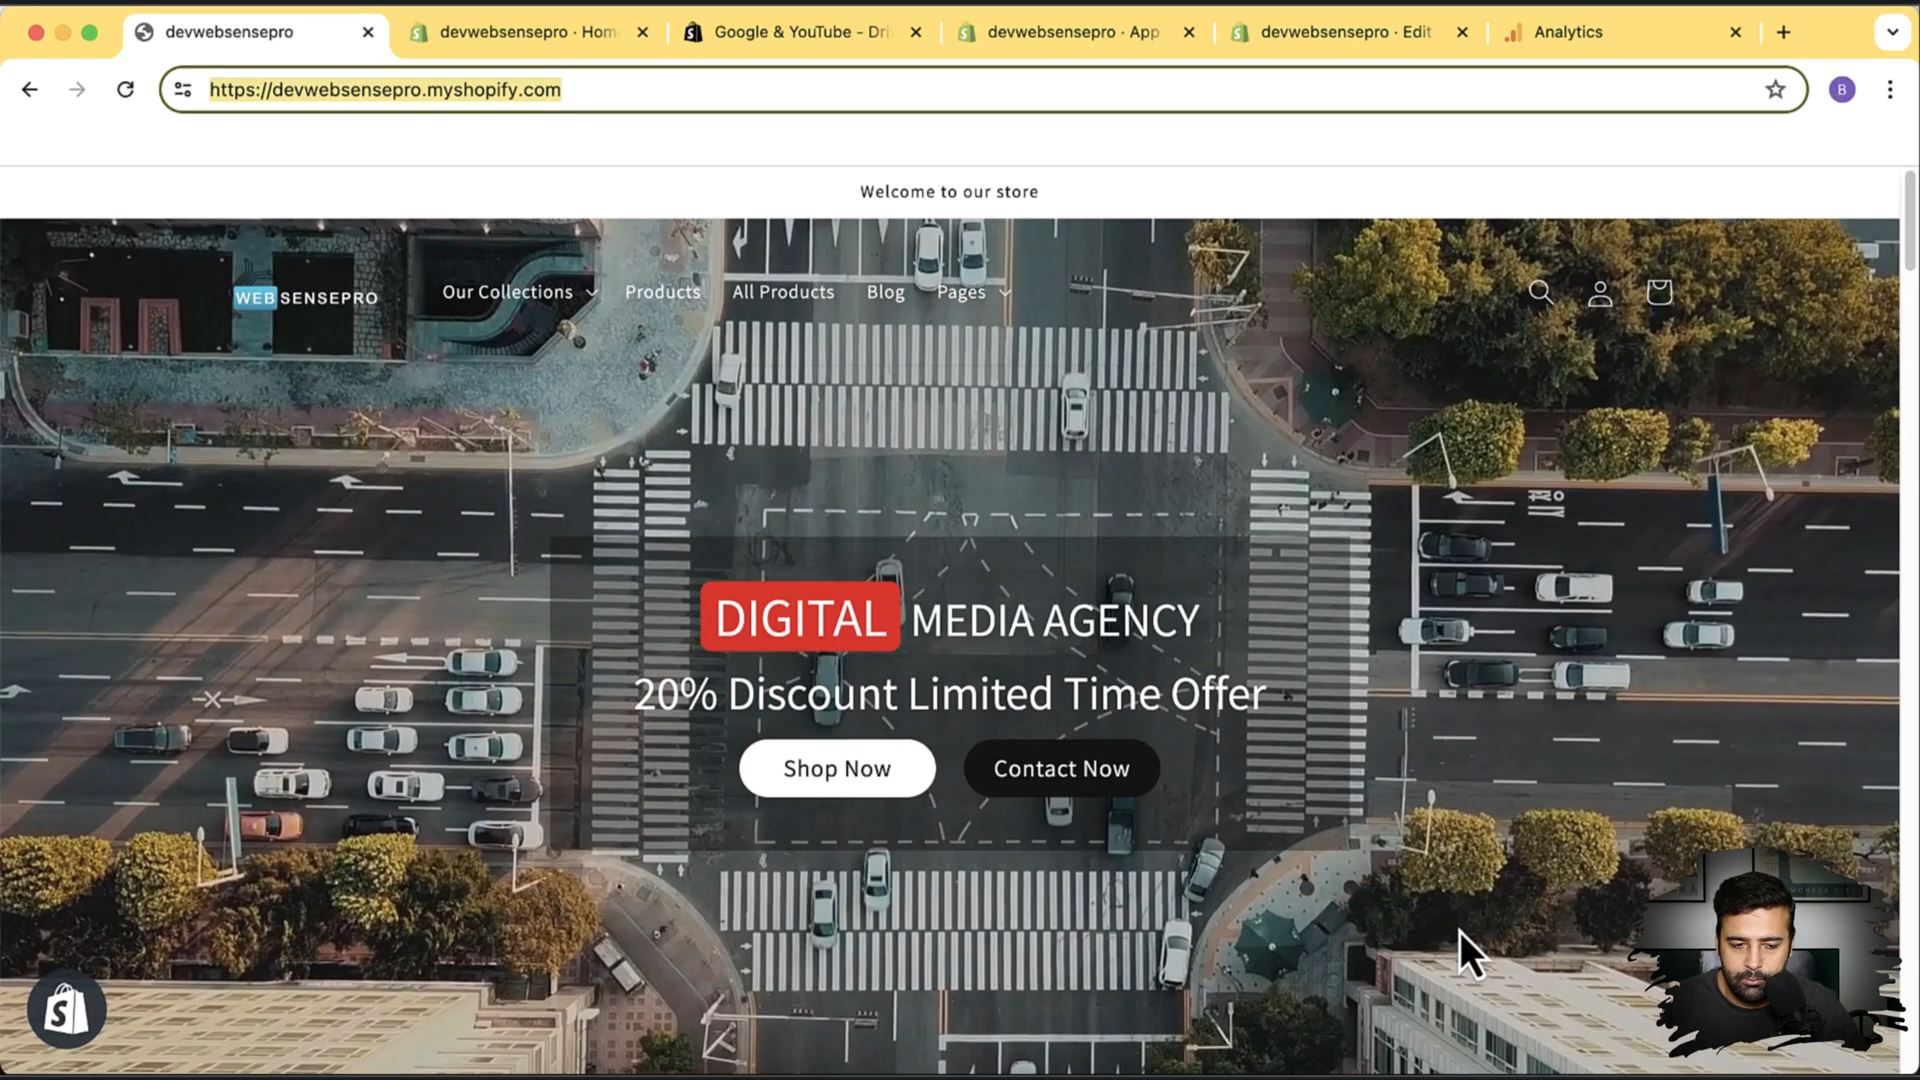 devwebsensepro
devwebsensepro · Hom
Google & YouTube - Dri
devwebsensepro · App
devwebsensepro · Edit
Analytics
https://devwebsensepro.myshopify.com
B
Welcome to our store
WEB SENSEPRO
Our Collections
Products
All Products
Blog
Pages
DIGITAL MEDIA AGENCY
20% Discount Limited Time Offer
Shop Now
Contact Now